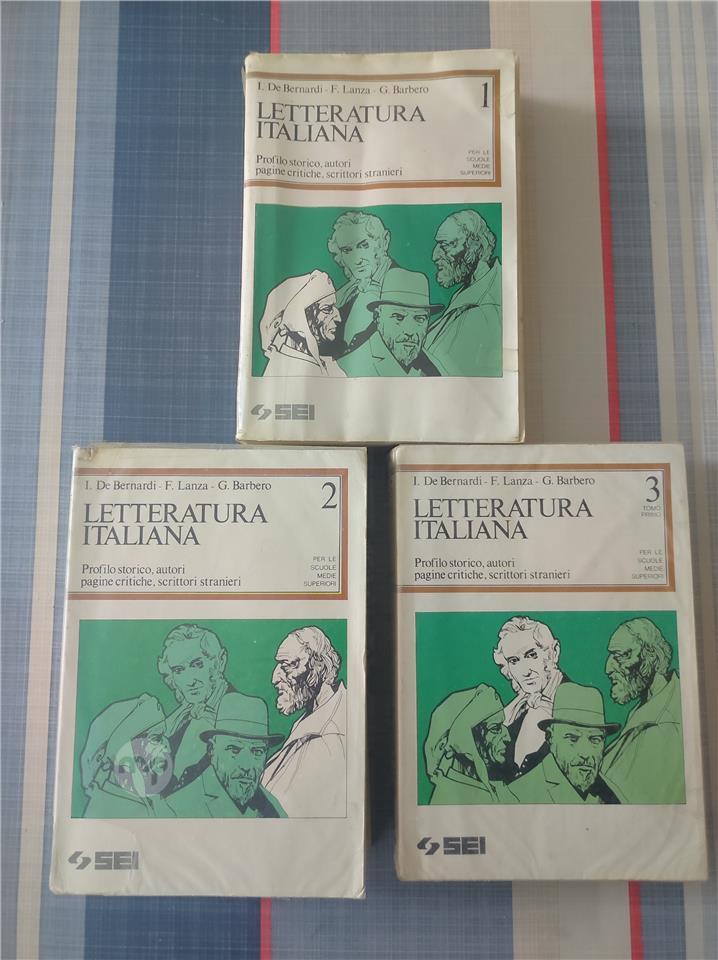 I. De Bernardi - F. Lanza - G. Barbero
1
LETTERATURA
ITALIANA
Profilo storico, autori
pagine critiche, scrittori stranieri
PER LE
SCUOLE
MEDIE
SUPERIORI
SEI
I. De Bernardi - F. Lanza - G. Barbero
2
LETTERATURA
ITALIANA
Profilo storico, autori
pagine critiche, scrittori stranieri
PER LE
SCUOLE
MEDIE
SUPERIORI
SEI
I. De Bernardi - F. Lanza - G. Barbero
3
TOMO
PRIMO
LETTERATURA
ITALIANA
Profilo storico, autori
pagine critiche, scrittori stranieri
PER LE
SCUOLE
MEDIE
SUPERIORI
SEI